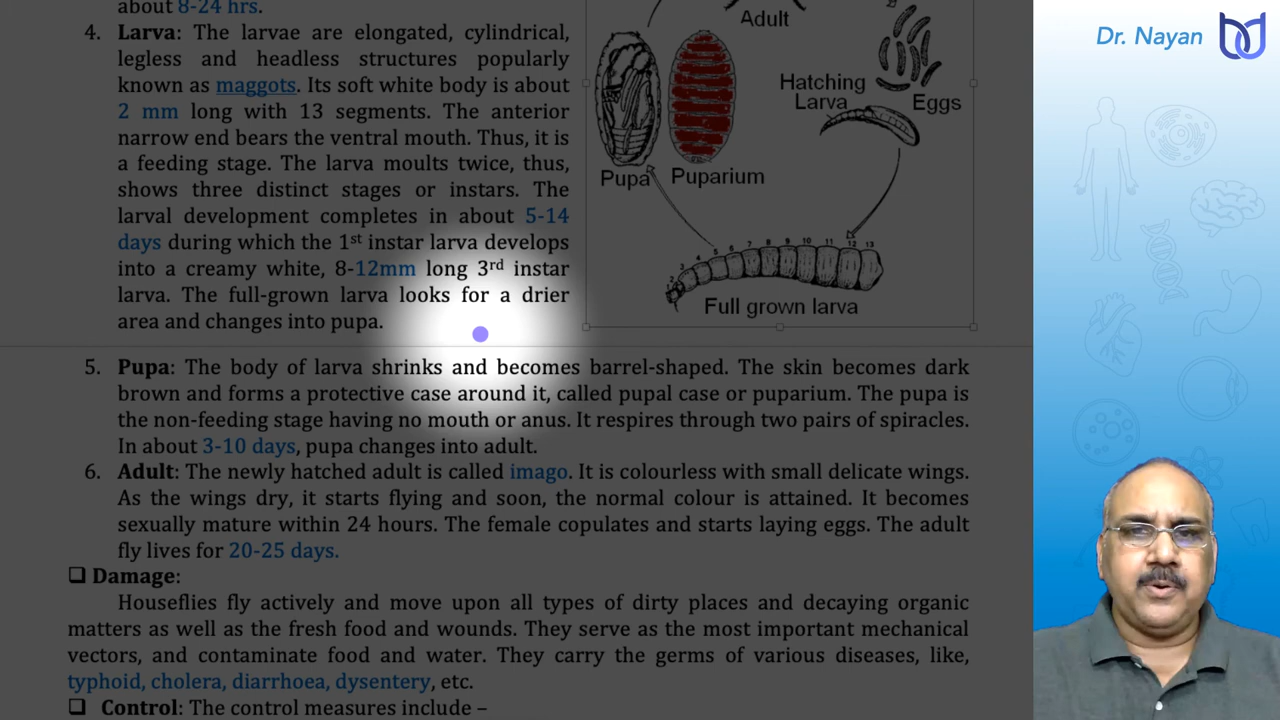 about 8-24 hrs.
4. Larva: The larvae are elongated, cylindrical,
legless and headless structures popularly
known as maggots. Its soft white body is about
2 mm long with 13 segments. The anterior
narrow end bears the ventral mouth. Thus, it is
a feeding stage. The larva moults twice, thus,
shows three distinct stages or instars. The
larval development completes in about 5-14
days during which the 1st instar larva develops
into a creamy white, 8-12mm long 3rd instar
larva. The full-grown larva looks for a drier
area and changes into pupa.
Adult
Hatching
Larva
Eggs
Pupa
Puparium
2 3 4 5 6 7 8 9 10 11 12 13
Full grown larva
5. Pupa: The body of larva shrinks and becomes barrel-shaped. The skin becomes dark
brown and forms a protective case around it, called pupal case or puparium. The pupa is
the non-feeding stage having no mouth or anus. It respires through two pairs of spiracles.
In about 3-10 days, pupa changes into adult.
6. Adult: The newly hatched adult is called imago. It is colourless with small delicate wings.
As the wings dry, it starts flying and soon, the normal colour is attained. It becomes
sexually mature within 24 hours. The female copulates and starts laying eggs. The adult
fly lives for 20-25 days.
❑ Damage:
Houseflies fly actively and move upon all types of dirty places and decaying organic
matters as well as the fresh food and wounds. They serve as the most important mechanical
vectors, and contaminate food and water. They carry the germs of various diseases, like,
typhoid, cholera, diarrhoea, dysentery, etc.
❑ Control: The control measures include –
Dr. Nayan